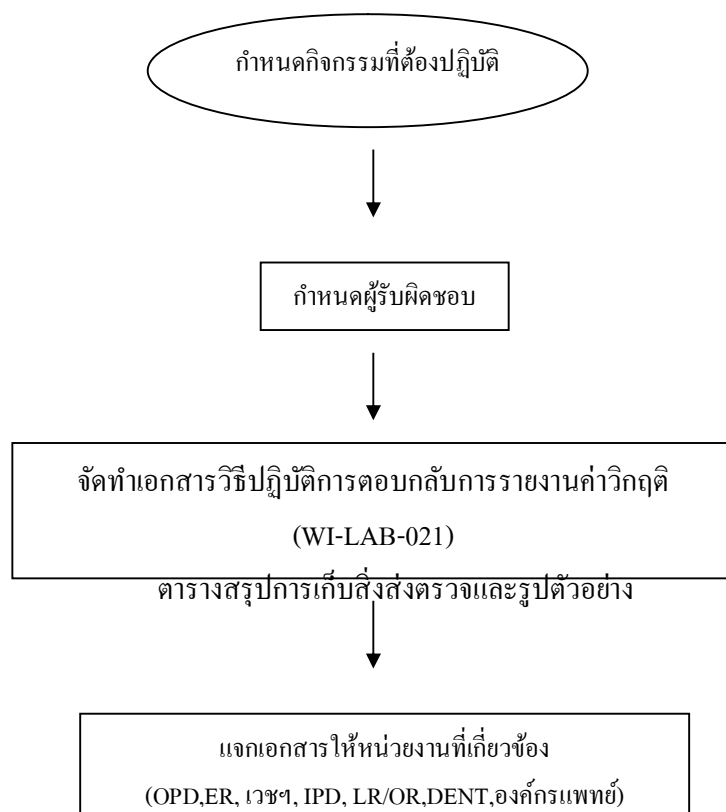 กำหนดกิจกรรมที่ต้องปฏิบัติ
กำหนดผู้รับผิดชอบ
จัดทำเอกสารวิธีปฏิบัติการตอบกลับการรายงานค่าวิกฤติ
(WI-LAB-021)
ตารางสรุปการเก็บสิ่งส่งตรวจและรูปตัวอย่าง
แจกเอกสารให้หน่วยงานที่เกี่ยวข้อง
(OPD,ER, เวชฯ, IPD, LR/OR,DENT,องค์กรแพทย์)